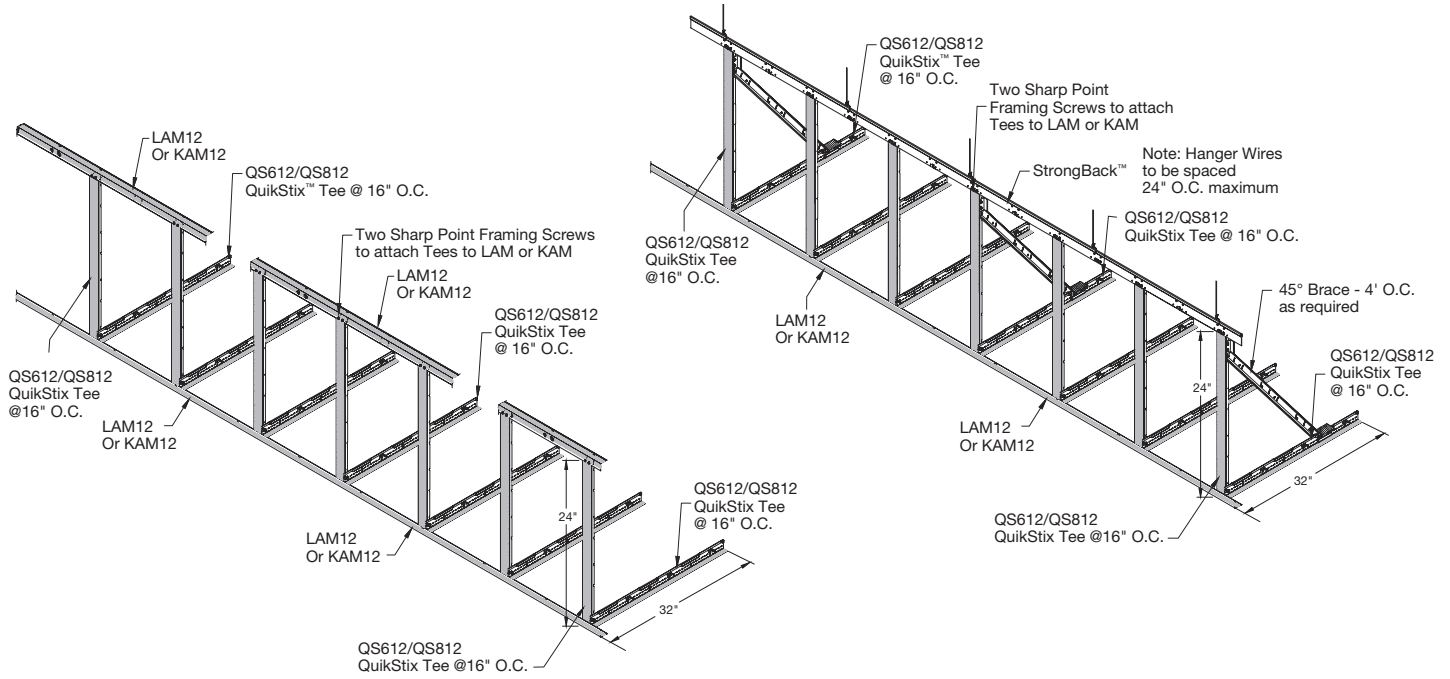 LAM12
Or KAM12
QS612/QS812
QuikStix™ Tee @ 16" O.C.
Two Sharp Point Framing Screws
to attach Tees to LAM or KAM
LAM12
Or KAM12
QS612/QS812
QuikStix Tee
@ 16" O.C.
QS612/QS812
QuikStix Tee
@16" O.C.
LAM12
Or KAM12
QS612/QS812
QuikStix Tee
@ 16" O.C.
24"
LAM12
Or KAM12
32"
QS612/QS812
QuikStix Tee @16" O.C.
QS612/QS812
QuikStix™ Tee
@ 16" O.C.
Two Sharp Point
Framing Screws to attach
Tees to LAM or KAM
StrongBack™
Note: Hanger Wires
to be spaced
24" O.C. maximum
QS612/QS812
QuikStix Tee @ 16" O.C.
QS612/QS812
QuikStix Tee
@16" O.C.
45° Brace - 4' O.C.
as required
LAM12
Or KAM12
QS612/QS812
QuikStix Tee
@ 16" O.C.
24"
LAM12
Or KAM12
32"
QS612/QS812
QuikStix Tee @16" O.C.